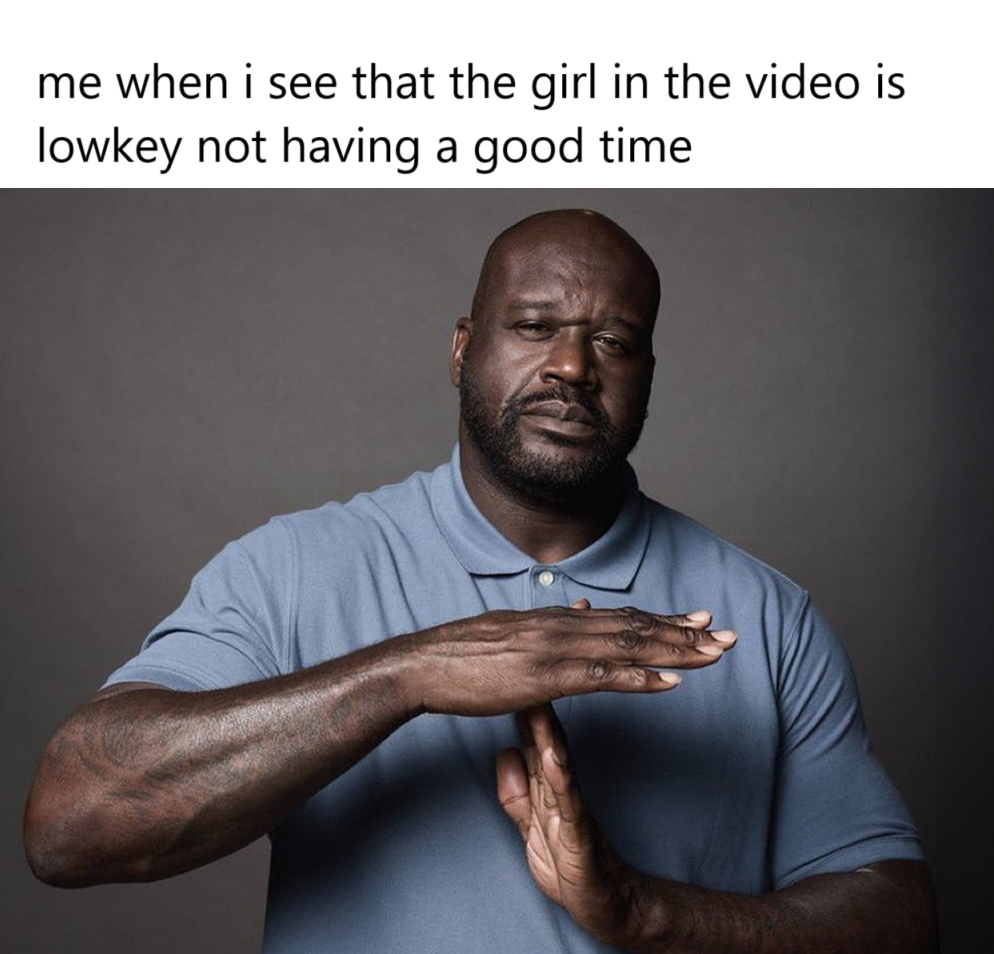 me when i see that the girl in the video is
lowkey not having a good time